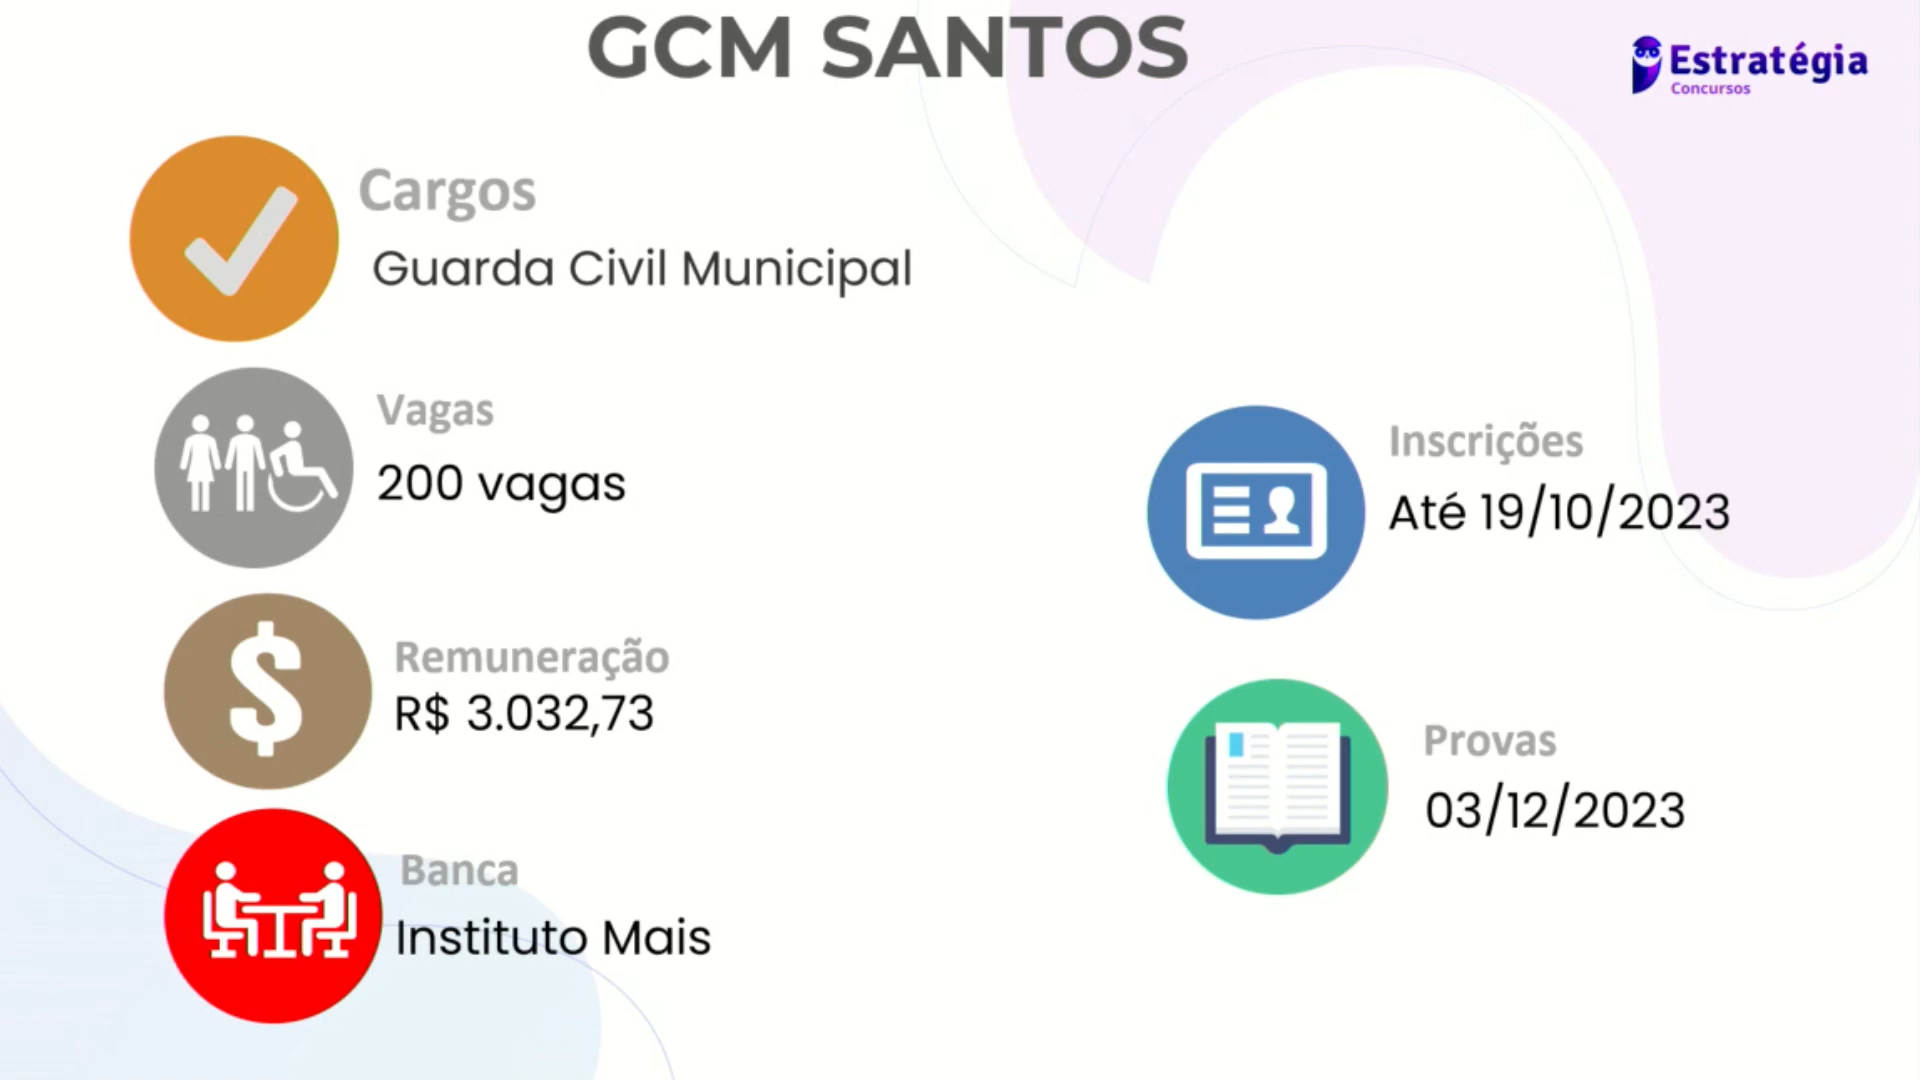 GCM SANTOS
Estratégia
Concursos
Cargos
Guarda Civil Municipal
Vagas
200 vagas
Remuneração
R$ 3.032,73
Banca
Instituto Mais
Inscrições
Até 19/10/2023
Provas
03/12/2023